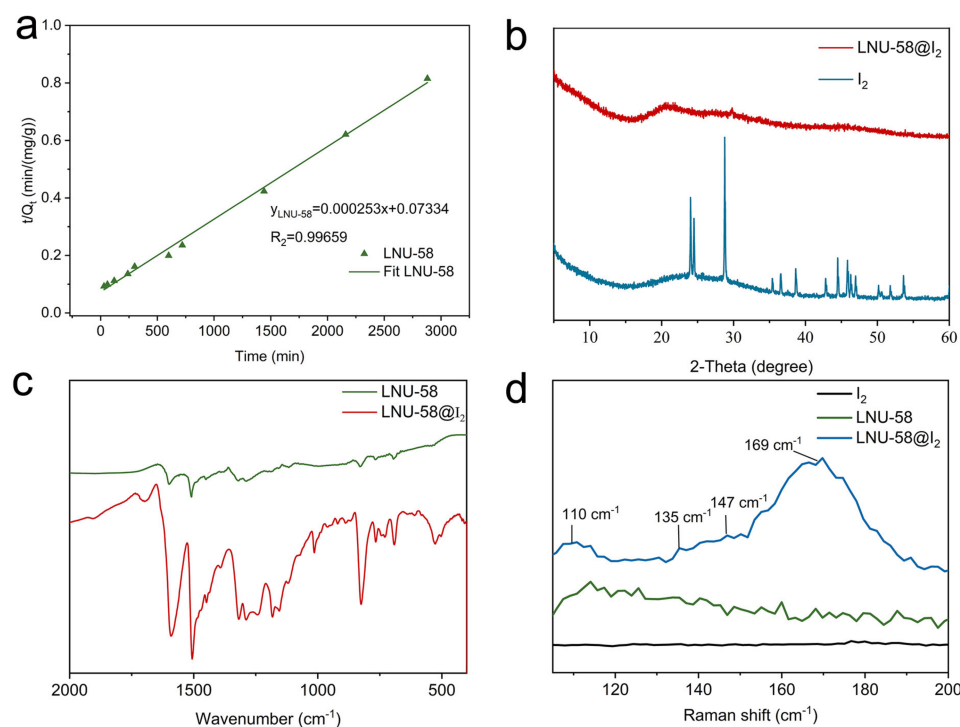 a
t/Qₜ (min/(mg/g))
1.0
0.8
0.6
0.4
0.2
0.0
y_LNU-58=0.000253x+0.07334
R₂=0.99659
LNU-58
Fit LNU-58
0 500 1000 1500 2000 2500 3000
Time (min)
b
LNU-58@I₂
I₂
10 20 30 40 50 60
2-Theta (degree)
c
LNU-58
LNU-58@I₂
2000 1500 1000 500
Wavenumber (cm⁻¹)
d
I₂
LNU-58
LNU-58@I₂
169 cm⁻¹
147 cm⁻¹
135 cm⁻¹
110 cm⁻¹
120 140 160 180 200
Raman shift (cm⁻¹)